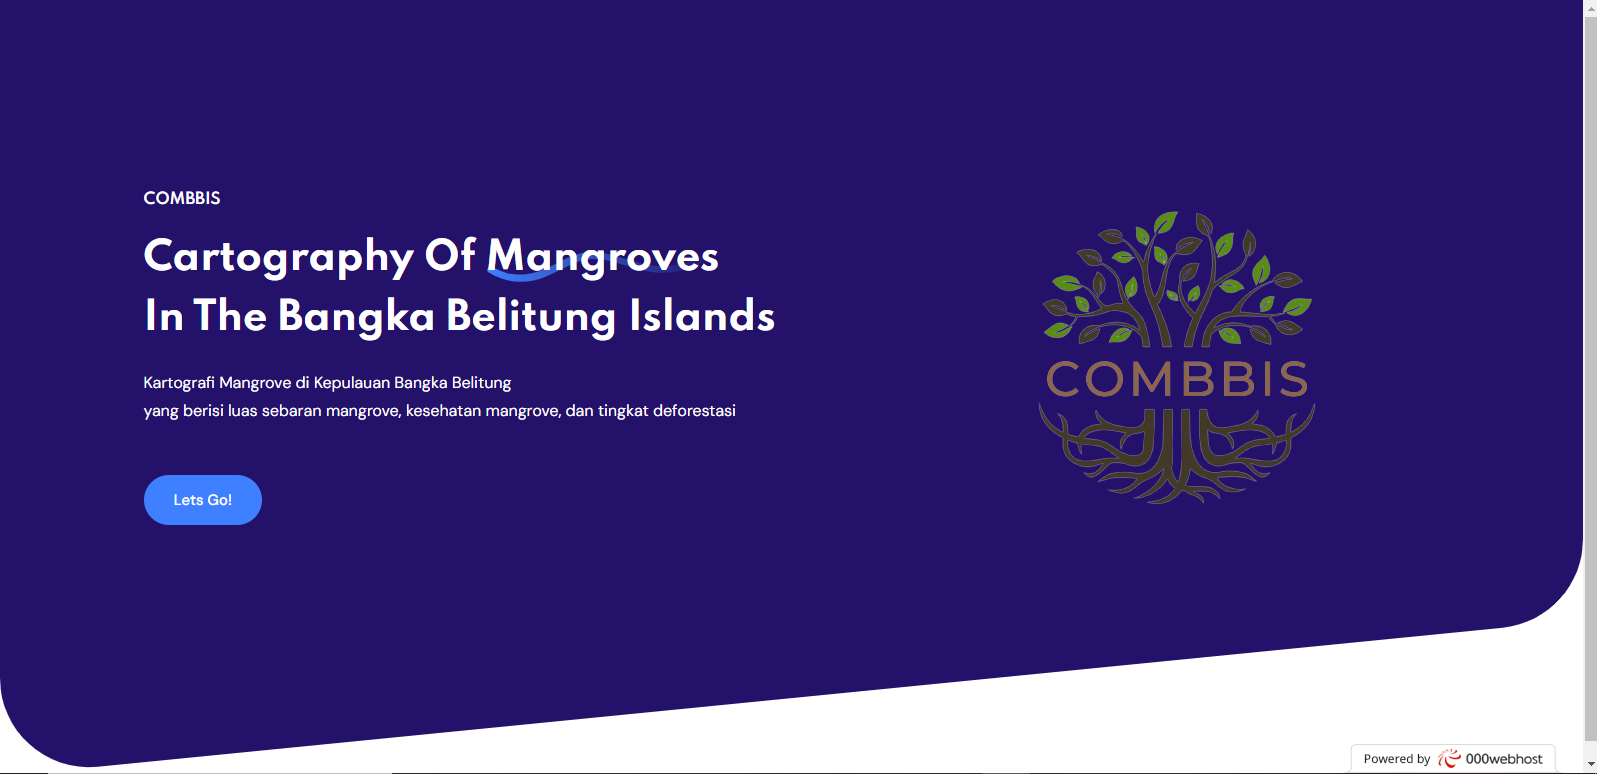 COMBBIS
Cartography Of Mangroves
In The Bangka Belitung Islands
Kartografi Mangrove di Kepulauan Bangka Belitung
yang berisi luas sebaran mangrove, kesehatan mangrove, dan tingkat deforestasi
Lets Go!
COMBBIS
Powered by 000webhost